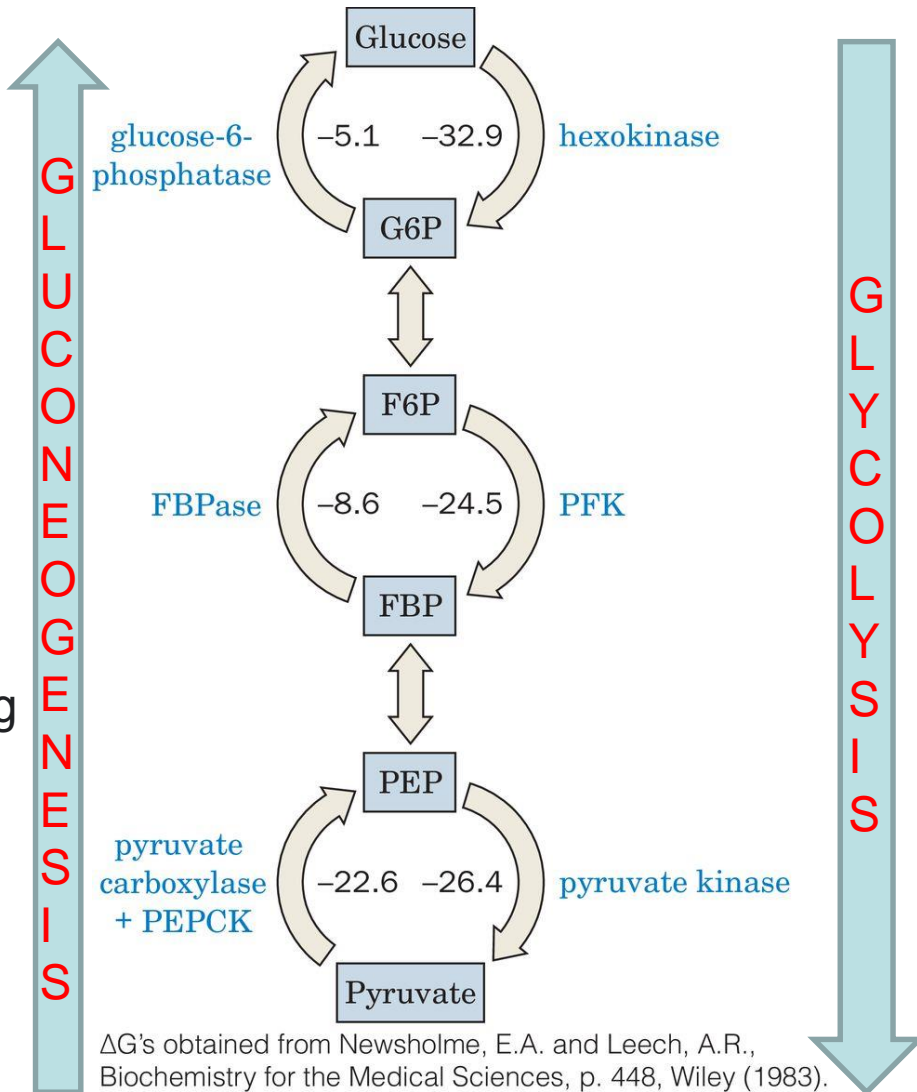 GLUCONEOGENESIS
Glucose
glucose-6-
phosphatase
–5.1 –32.9
hexokinase
G6P
F6P
FBPase
–8.6 –24.5
PFK
FBP
g
PEP
pyruvate
carboxylase
+ PEPCK
–22.6 –26.4
pyruvate kinase
Pyruvate
GLYCOLYSIS
ΔG's obtained from Newsholme, E.A. and Leech, A.R.,
Biochemistry for the Medical Sciences, p. 448, Wiley (1983).